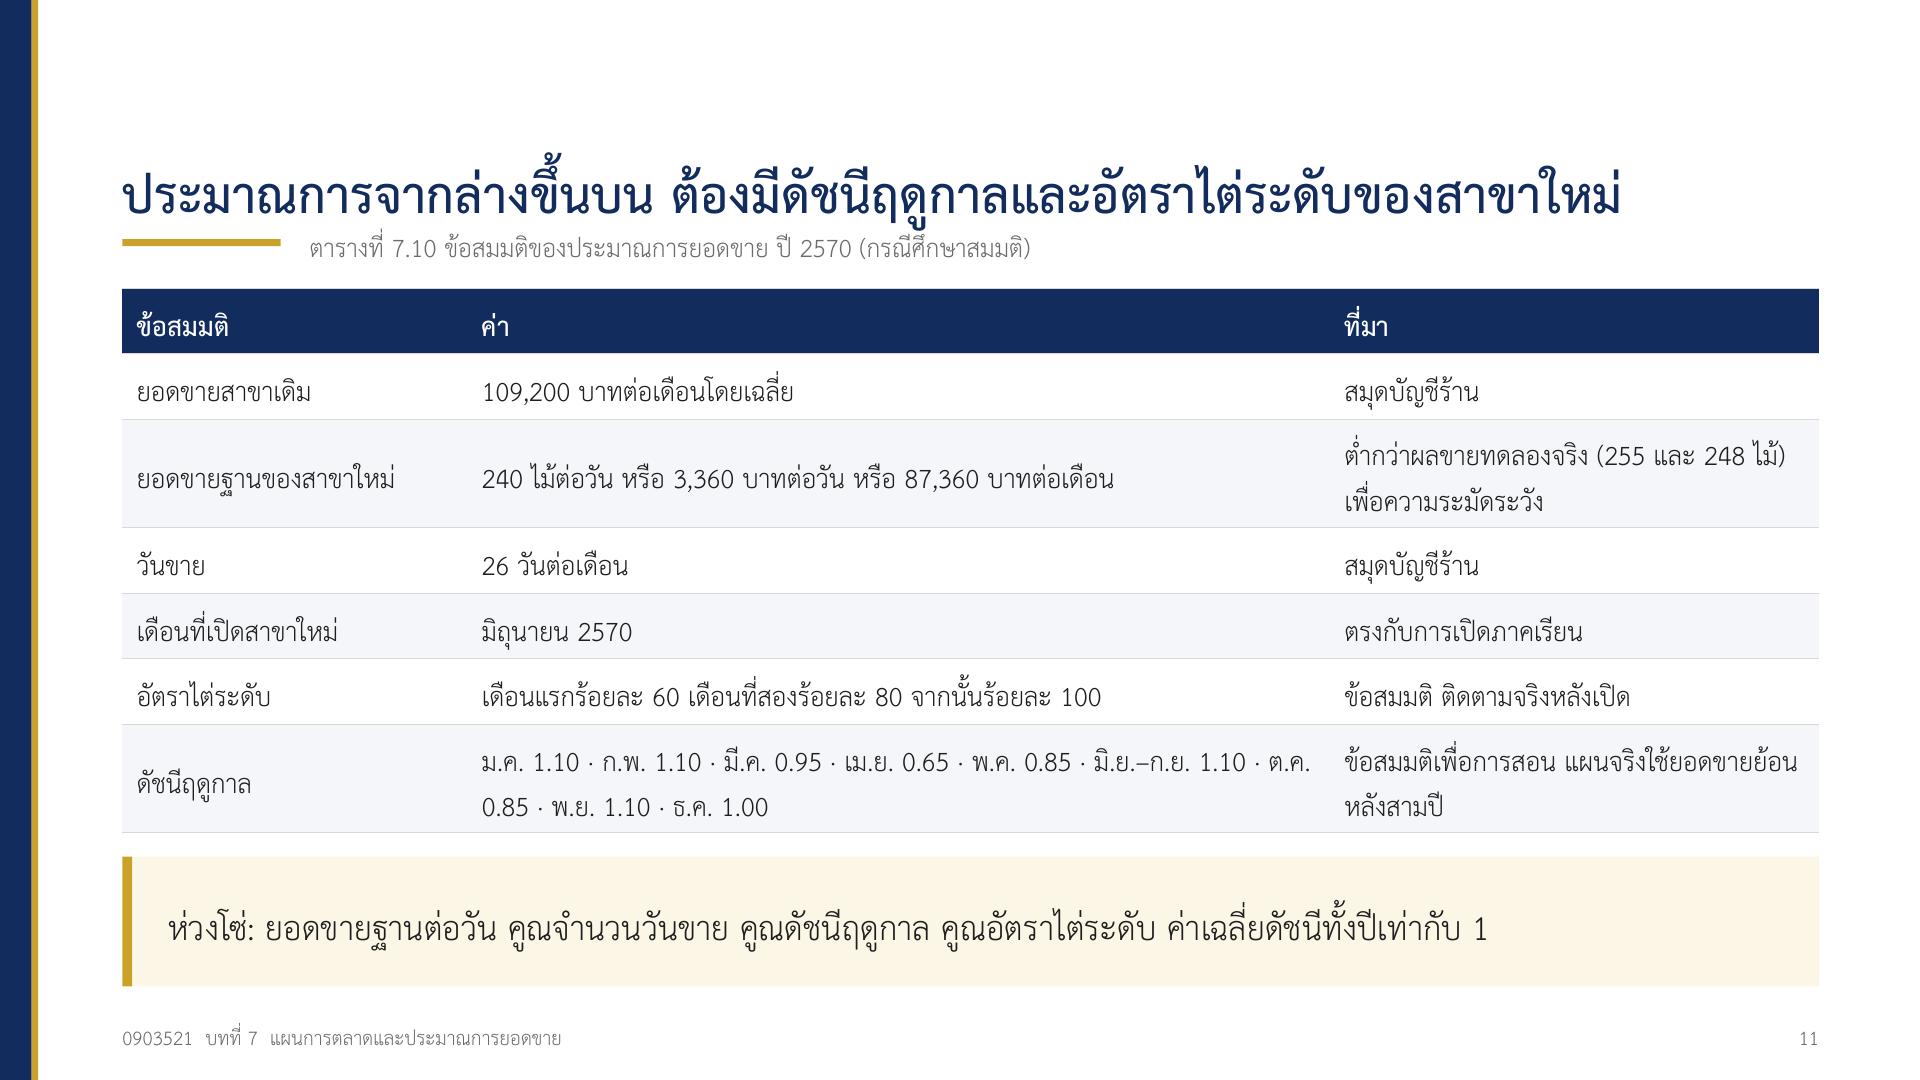 ประมาณการจากล่างขึ้นบน ต้องมีดัชนีฤดูกาลและอัตราไต่ระดับของสาขาใหม่
ตารางที่ 7.10 ข้อสมมติของประมาณการยอดขาย ปี 2570 (กรณีศึกษาสมมติ)
ข้อสมมติ ค่า ที่มา
ยอดขายสาขาเดิม 109,200 บาทต่อเดือนโดยเฉลี่ย สมุดบัญชีร้าน
ยอดขายฐานของสาขาใหม่ 240 ไม้ต่อวัน หรือ 3,360 บาทต่อวัน หรือ 87,360 บาทต่อเดือน ต่ำกว่าผลขายทดลองจริง (255 และ 248 ไม้)
เพื่อความระมัดระวัง
วันขาย 26 วันต่อเดือน สมุดบัญชีร้าน
เดือนที่เปิดสาขาใหม่ มิถุนายน 2570 ตรงกับการเปิดภาคเรียน
อัตราไต่ระดับ เดือนแรกร้อยละ 60 เดือนที่สองร้อยละ 80 จากนั้นร้อยละ 100 ข้อสมมติ ติดตามจริงหลังเปิด
ดัชนีฤดูกาล ม.ค. 1.10 · ก.พ. 1.10 · มี.ค. 0.95 · เม.ย. 0.65 · พ.ค. 0.85 · มิ.ย.–ก.ย. 1.10 · ต.ค. ข้อสมมติเพื่อการสอน แผนจริงใช้ยอดขายย้อน
0.85 · พ.ย. 1.10 · ธ.ค. 1.00 หลังสามปี
ห่วงโซ่: ยอดขายฐานต่อวัน คูณจำนวนวันขาย คูณดัชนีฤดูกาล คูณอัตราไต่ระดับ ค่าเฉลี่ยดัชนีทั้งปีเท่ากับ 1
0903521 บทที่ 7 แผนการตลาดและประมาณการยอดขาย 11